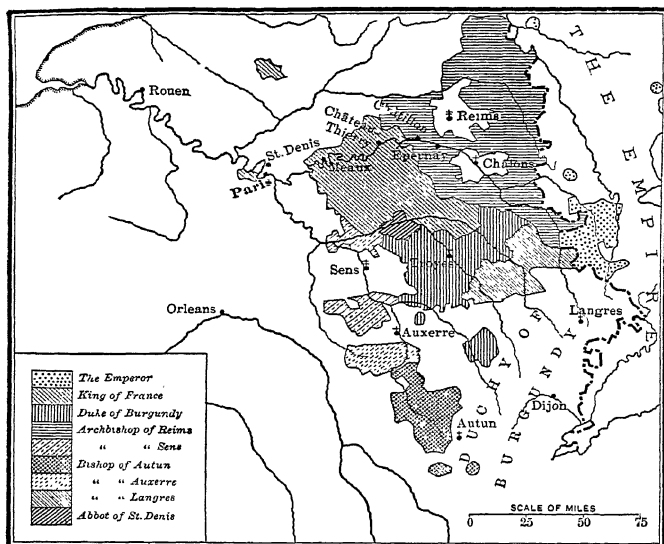 Rouen
St. Denis
Paris
Château
Thierry
Châtillon
Reims
Epernay
Meaux
Châlons
Sens
Troyes
Orleans
Auxerre
Langres
Autun
Dijon
THE EMPIRE
DUCHY OF
BURGUNDY
The Emperor
King of France
Duke of Burgundy
Archbishop of Reims
“ “ Sens
Bishop of Autun
“ “ Auxerre
“ “ Langres
Abbot of St. Denis
SCALE OF MILES
0 25 50 75